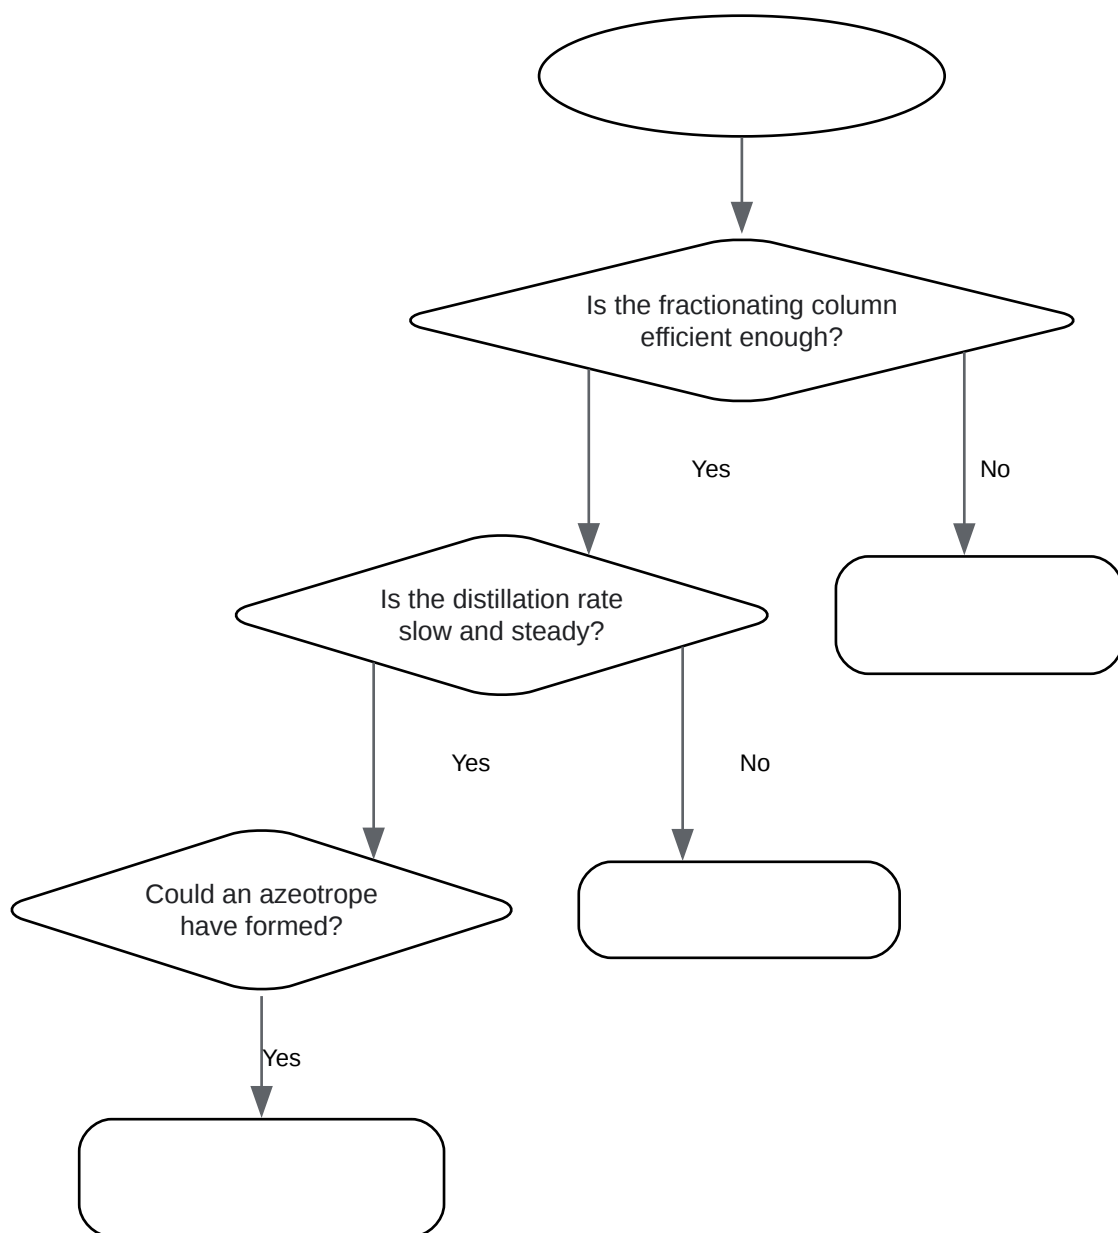 Is the fractionating column
efficient enough?
Yes
No
Is the distillation rate
slow and steady?
Yes
No
Could an azeotrope
have formed?
Yes